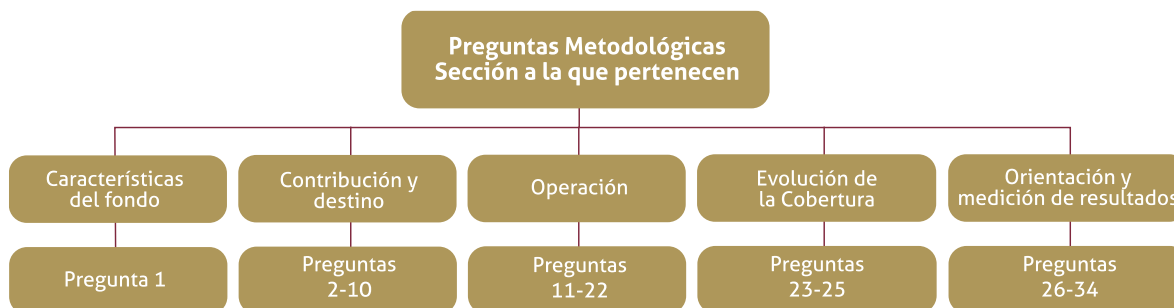 Preguntas Metodológicas
Sección a la que pertenecen
Características
del fondo
Contribución y
destino
Operación
Evolución de
la Cobertura
Orientación y
medición de resultados
Pregunta 1
Preguntas
2-10
Preguntas
11-22
Preguntas
23-25
Preguntas
26-34